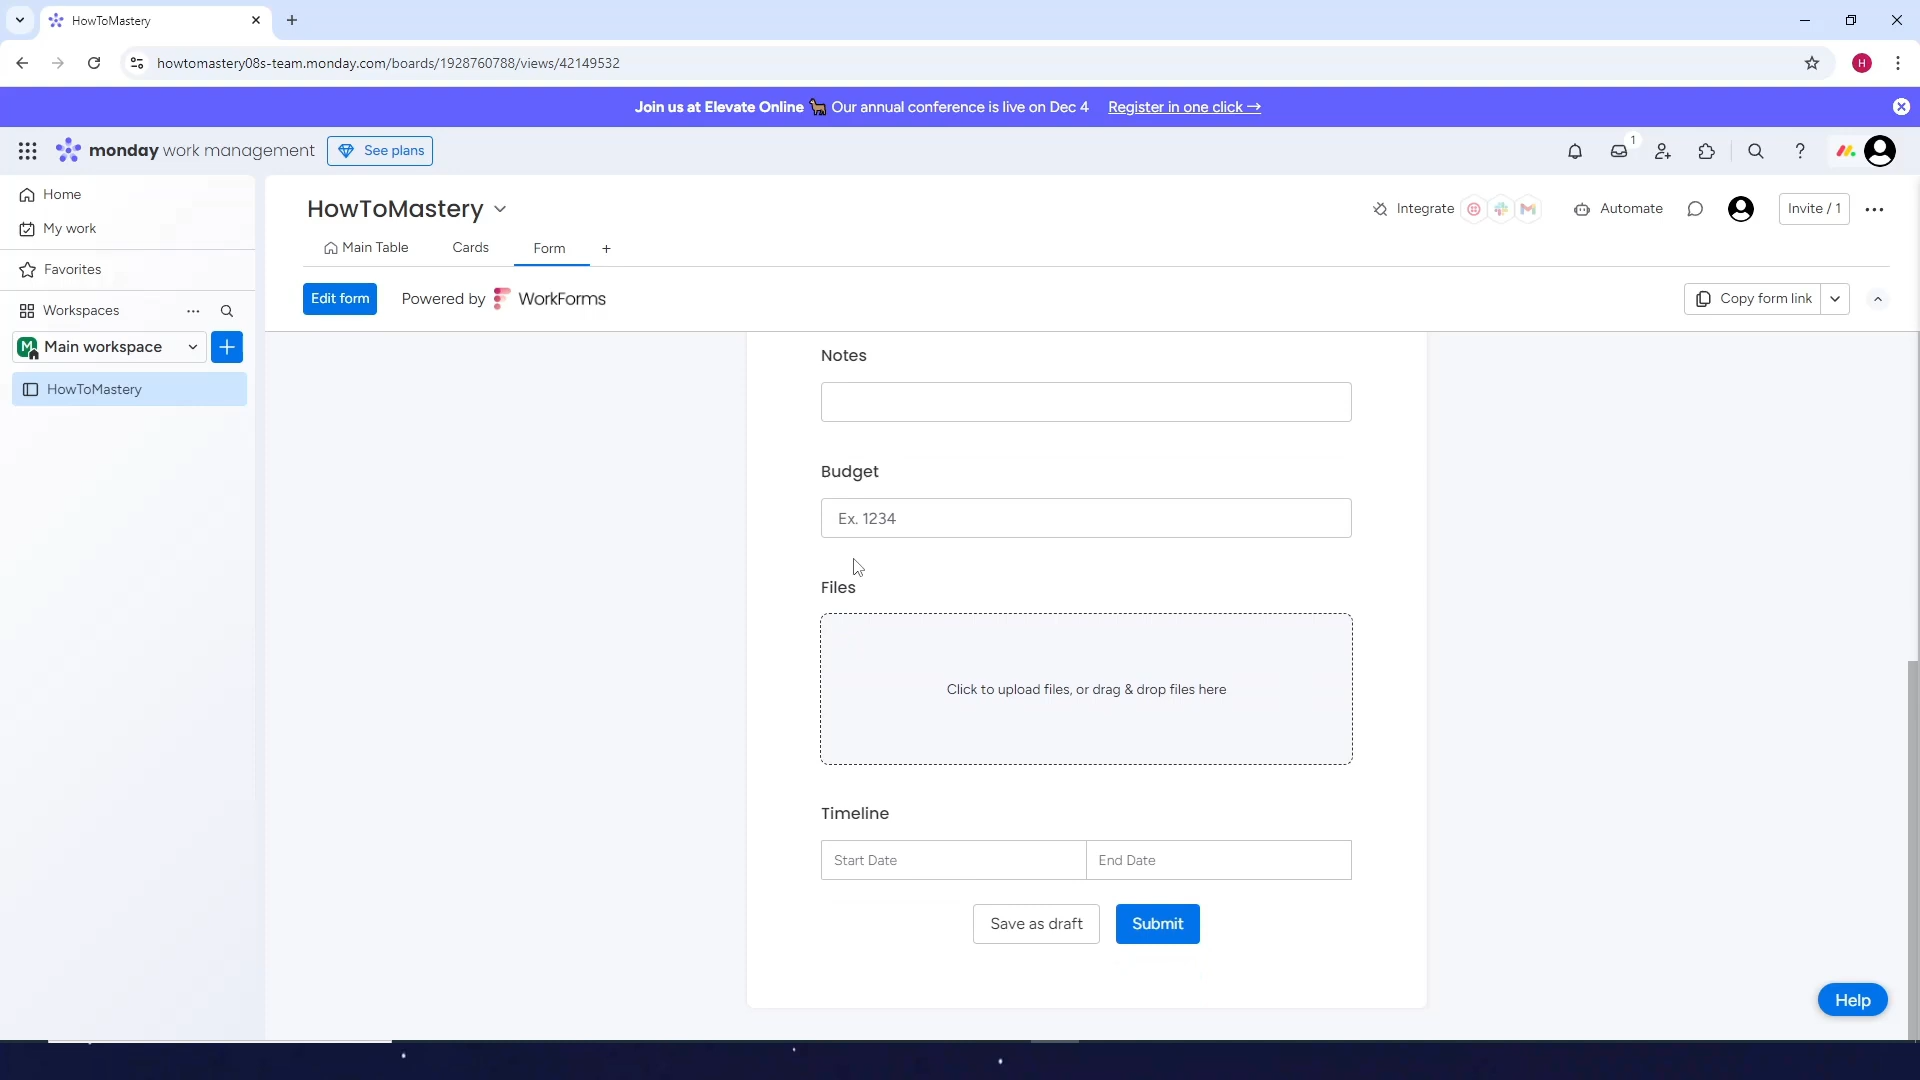 HowToMastery
howtomastery08s-team.monday.com/boards/1928760788/views/42149532
H
Join us at Elevate Online 🐆 Our annual conference is live on Dec 4 Register in one click →
monday work management
See plans
1
Home
My work
Favorites
Workspaces
M Main workspace
HowToMastery
HowToMastery
Integrate
Automate
Invite / 1
Main Table
Cards
Form
Edit form
Powered by WorkForms
Copy form link
Notes
Budget
Ex. 1234
Files
Click to upload files, or drag & drop files here
Timeline
Start Date
End Date
Save as draft
Submit
Help